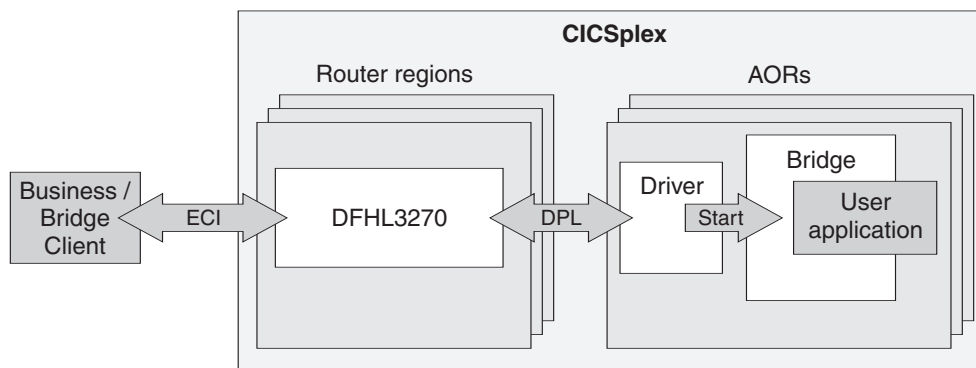 CICSplex
Router regions
AORs
Business /
Bridge
Client
ECI
DFHL3270
DPL
Driver
Start
Bridge
User
application